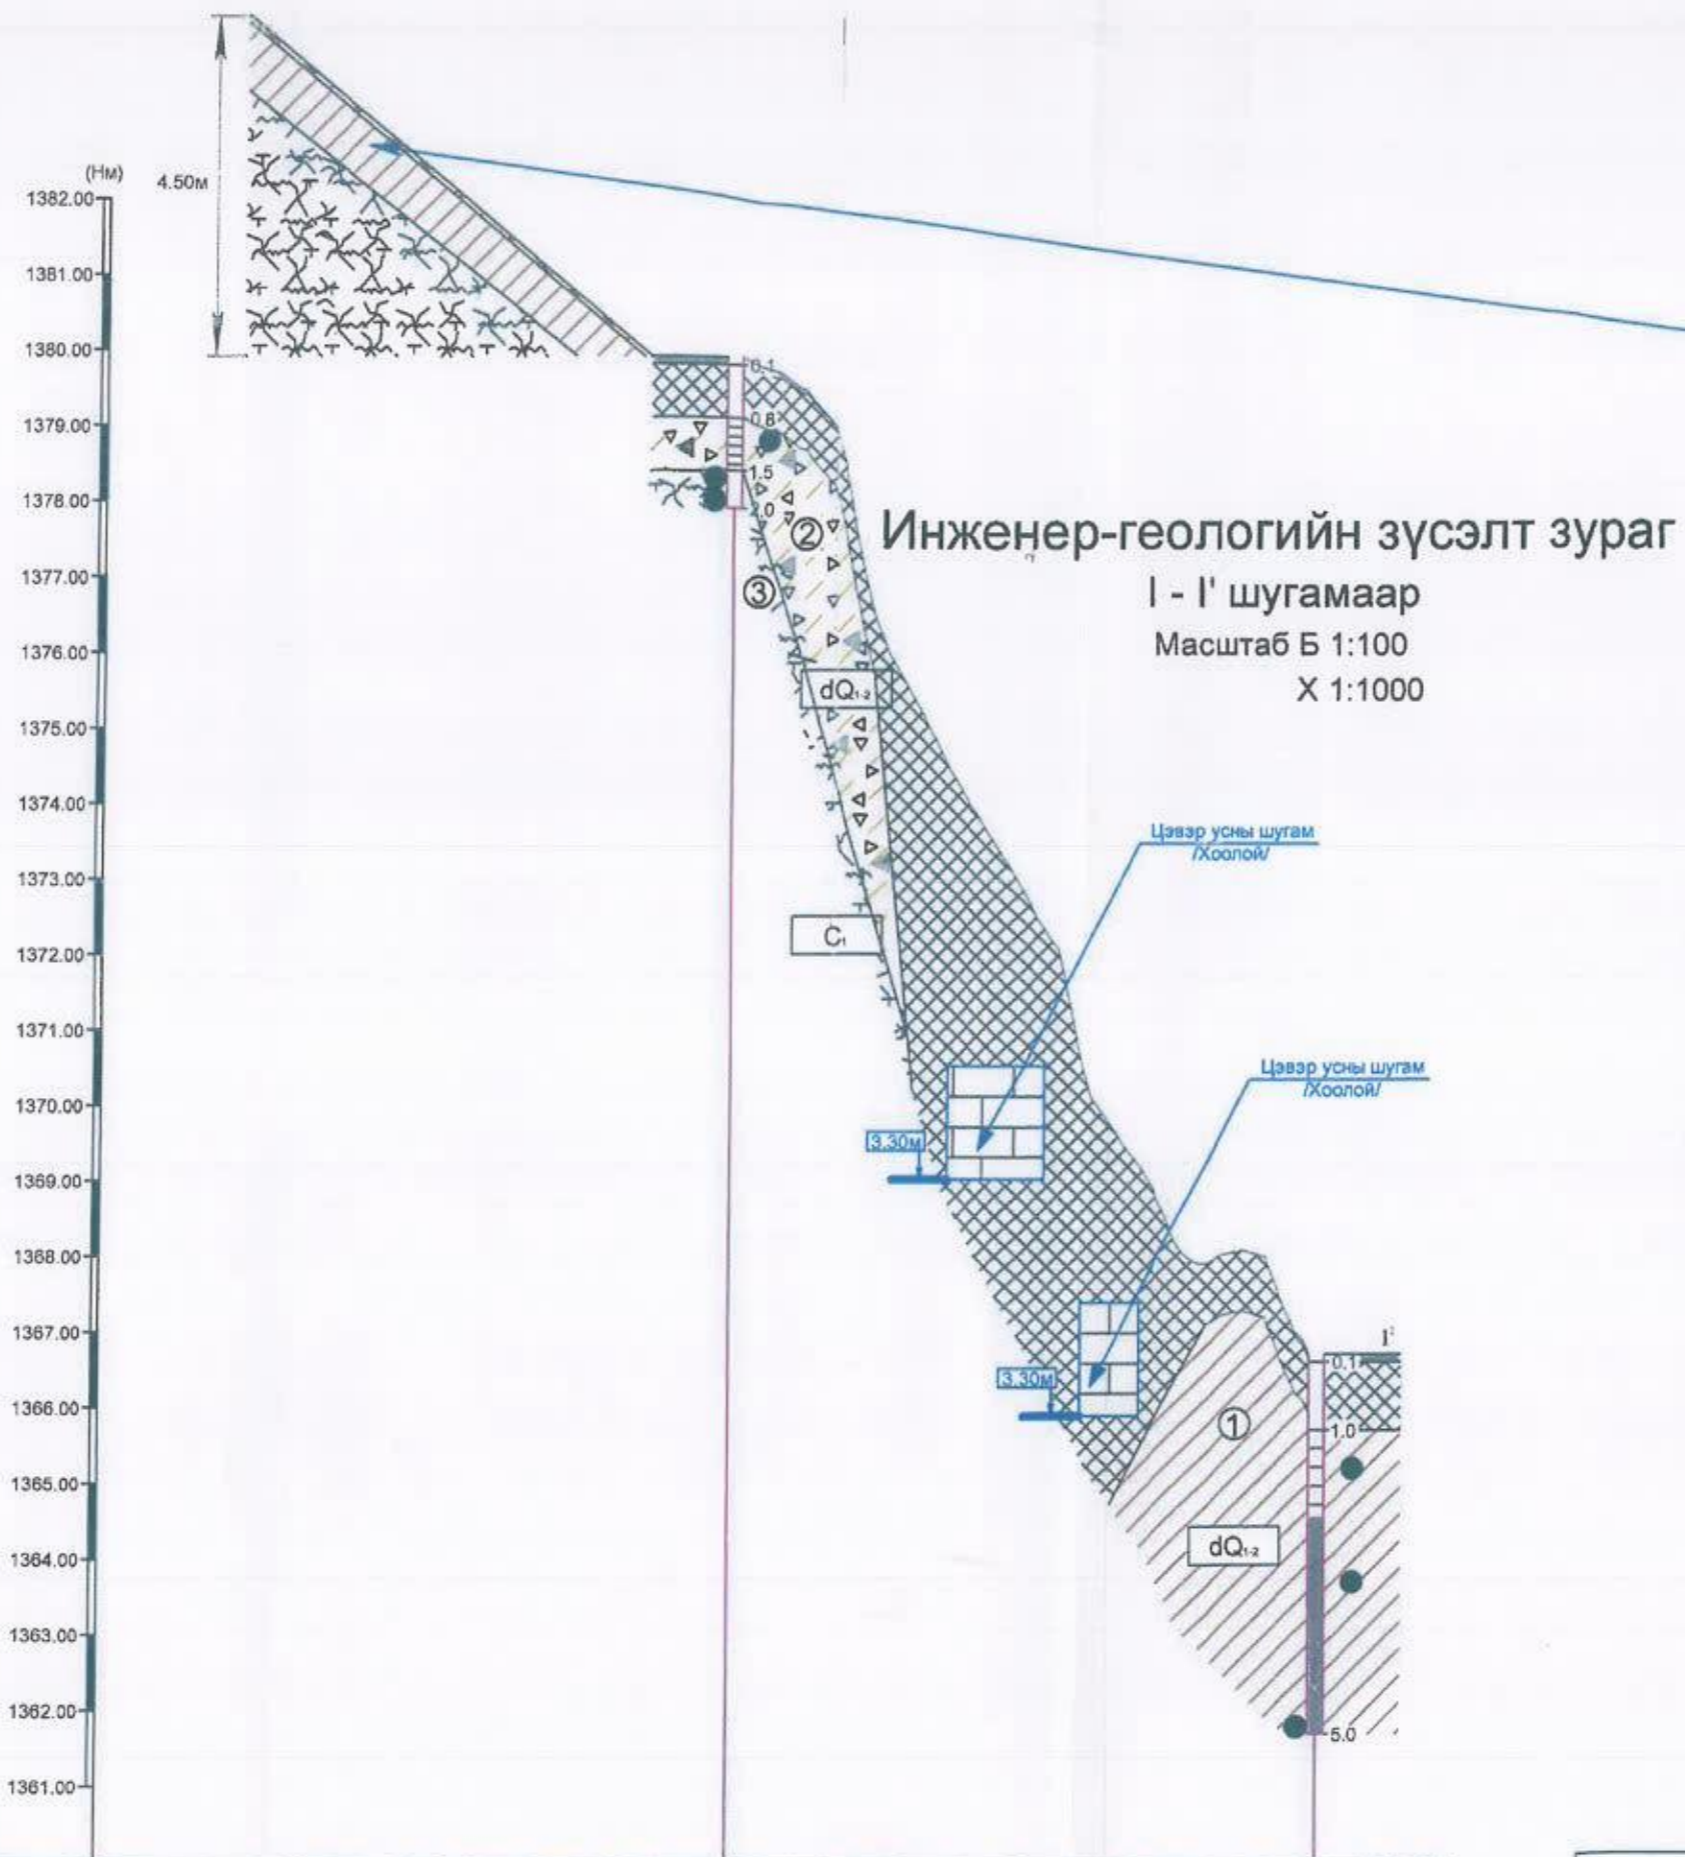 (Нм)
4.50м
1382.00
1381.00
1380.00
1379.00
1378.00
1377.00
1376.00
1375.00
1374.00
1373.00
1372.00
1371.00
1370.00
1369.00
1368.00
1367.00
1366.00
1365.00
1364.00
1363.00
1362.00
1361.00
0.1
0.8
1.5
2.0
2
3
Инженер-геологийн зүсэлт зураг
I - I' шугамаар
Масштаб Б 1:100
Х 1:1000
dQ₁₋₂
C₁
Цэвэр усны шугам
/Хоолой/
3.30м
Цэвэр усны шугам
/Хоолой/
3.30м
I'
0.1
1.0
1
dQ₁₋₂
5.0